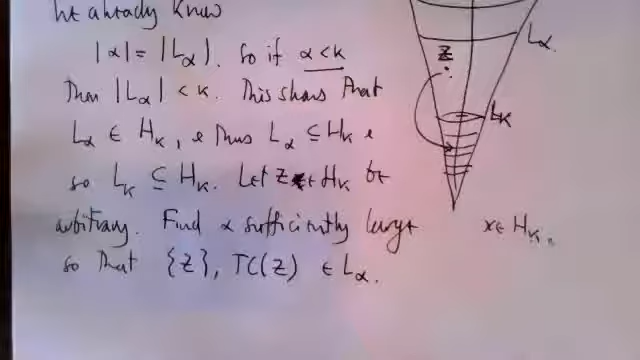 We already know
|α| = |Lα|. So if α < κ
Then |Lα| < κ. This shows that
Lα ∈ Hκ, & thus Lα ⊆ Hκ &
so Lκ ⊆ Hκ. Let z ∈ Hκ be
arbitrary. Find α sufficiently large
so that {z}, TC(z) ∈ Lα.
Lα
z
Lκ
x ∈ Hκ.